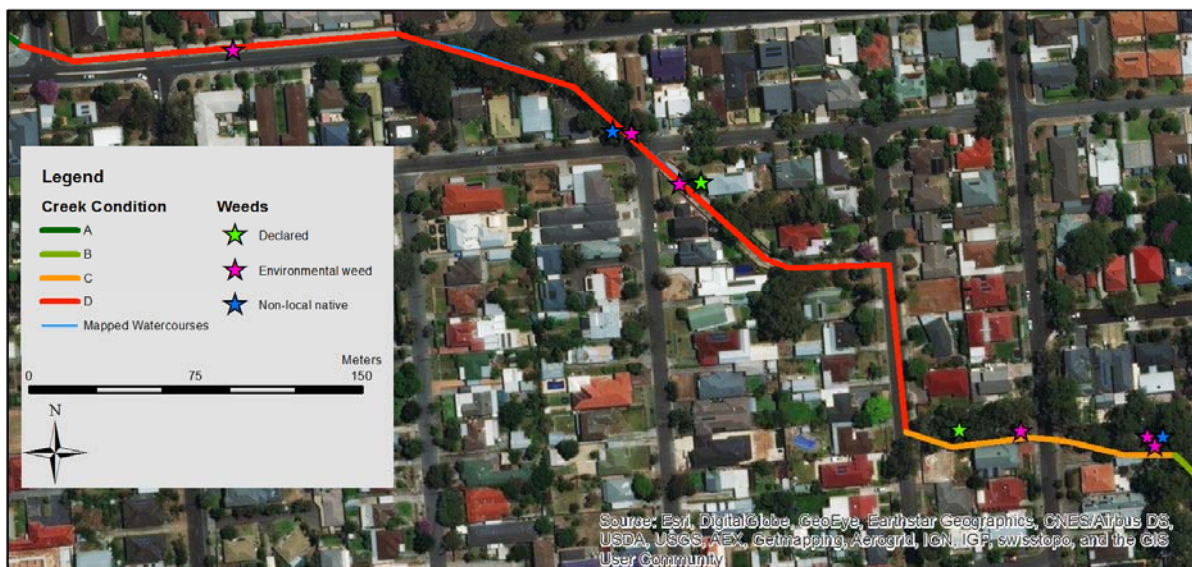 Legend
Creek Condition
A
B
C
D
Mapped Watercourses
Weeds
Declared
Environmental weed
Non-local native
Meters
0 75 150
N
Source: Esri, DigitalGlobe, GeoEye, Earthstar Geographics, CNES/Airbus DS,
USDA, USGS, AEX, Getmapping, Aerogrid, IGN, IGP, swisstopo, and the GIS
User Community